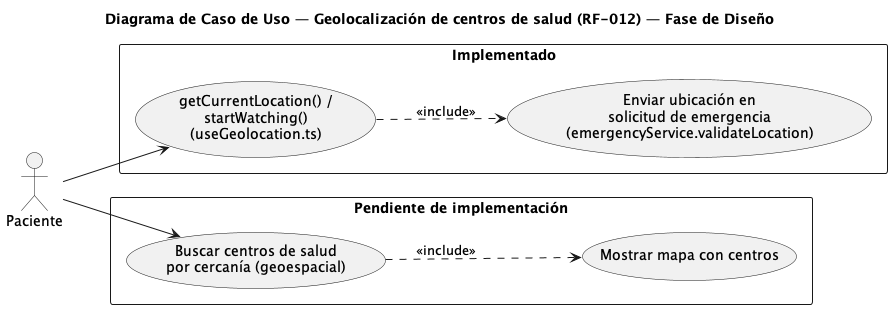 Diagrama de Caso de Uso — Geolocalización de centros de salud (RF-012) — Fase de Diseño
Implementado
getCurrentLocation() /
startWatching()
(useGeolocation.ts)
«include»
Enviar ubicación en
solicitud de emergencia
(emergencyService.validateLocation)
Paciente
Pendiente de implementación
Buscar centros de salud
por cercanía (geoespacial)
«include»
Mostrar mapa con centros